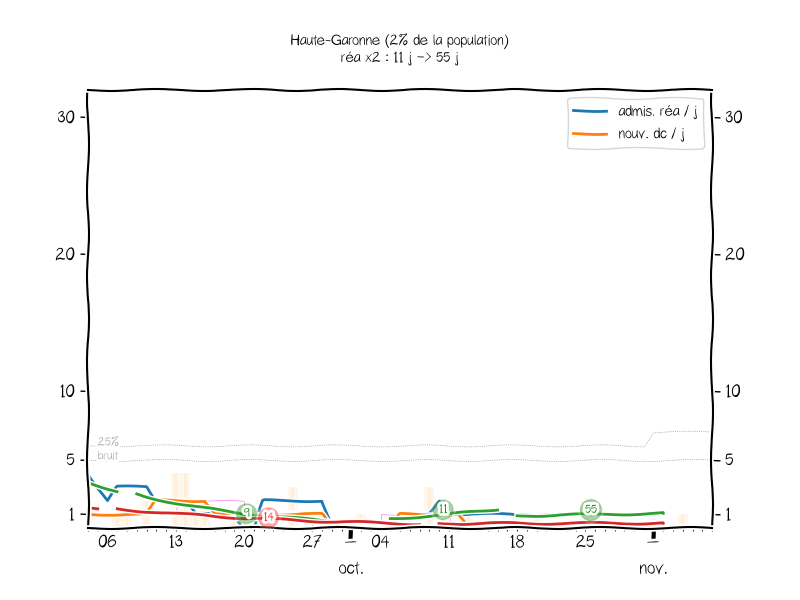 Haute-Garonne (2% de la population)
réa x2 : 11 j -> 55 j
admis. réa / j
nouv. dc / j
30
30
20
20
10
10
25%
bruit
5
5
9
14
11
55
1
1
06 13 20 27 04 11 18 25
oct. nov.